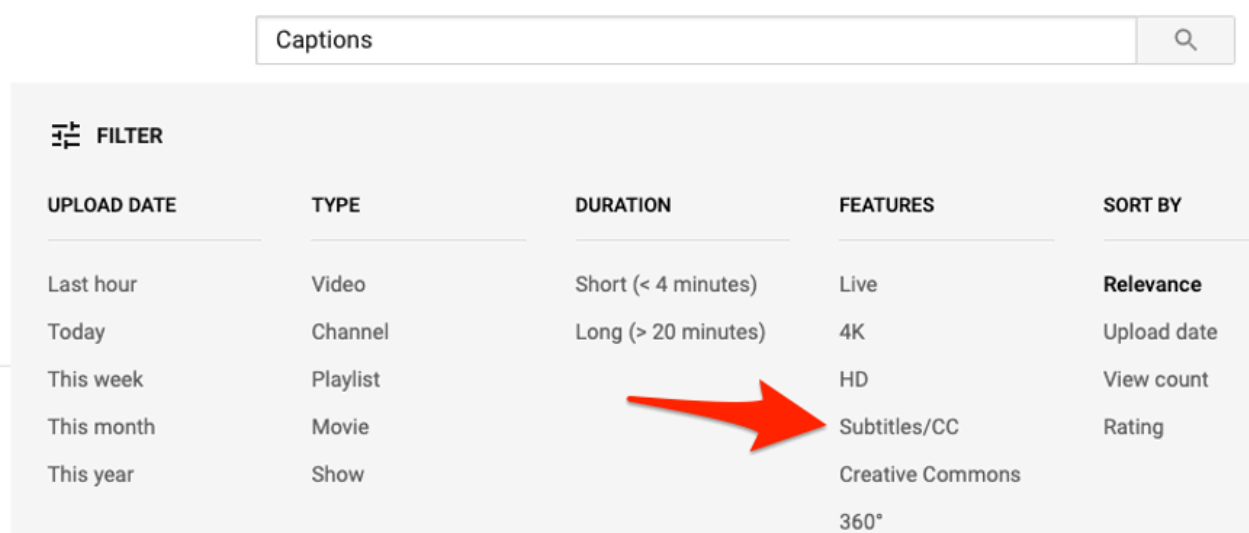 Captions
FILTER
UPLOAD DATE
Last hour
Today
This week
This month
This year
TYPE
Video
Channel
Playlist
Movie
Show
DURATION
Short (< 4 minutes)
Long (> 20 minutes)
FEATURES
Live
4K
HD
Subtitles/CC
Creative Commons
360°
SORT BY
Relevance
Upload date
View count
Rating